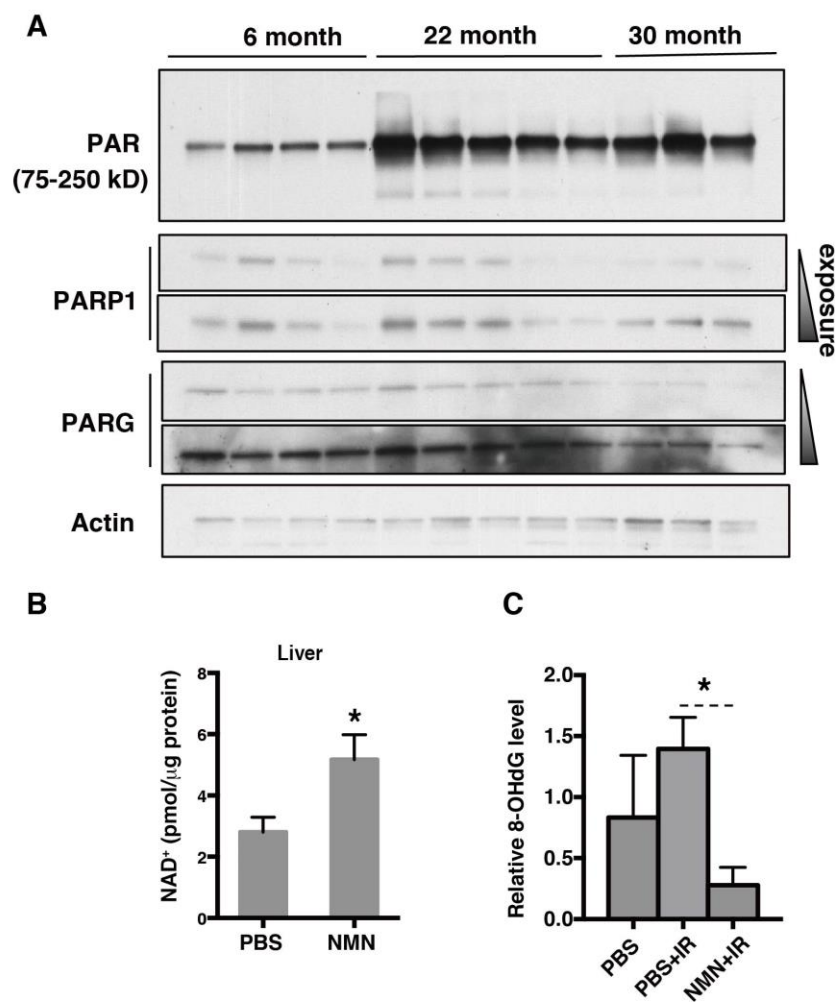 A
6 month 22 month 30 month
PAR
(75-250 kD)
PARP1
exposure
PARG
Actin
B
Liver
NAD⁺ (pmol/µg protein)
8
6
4
2
0
PBS NMN
C
Relative 8-OHdG level
2.0
1.5
1.0
0.5
0.0
*
*
PBS
PBS+IR
NMN+IR